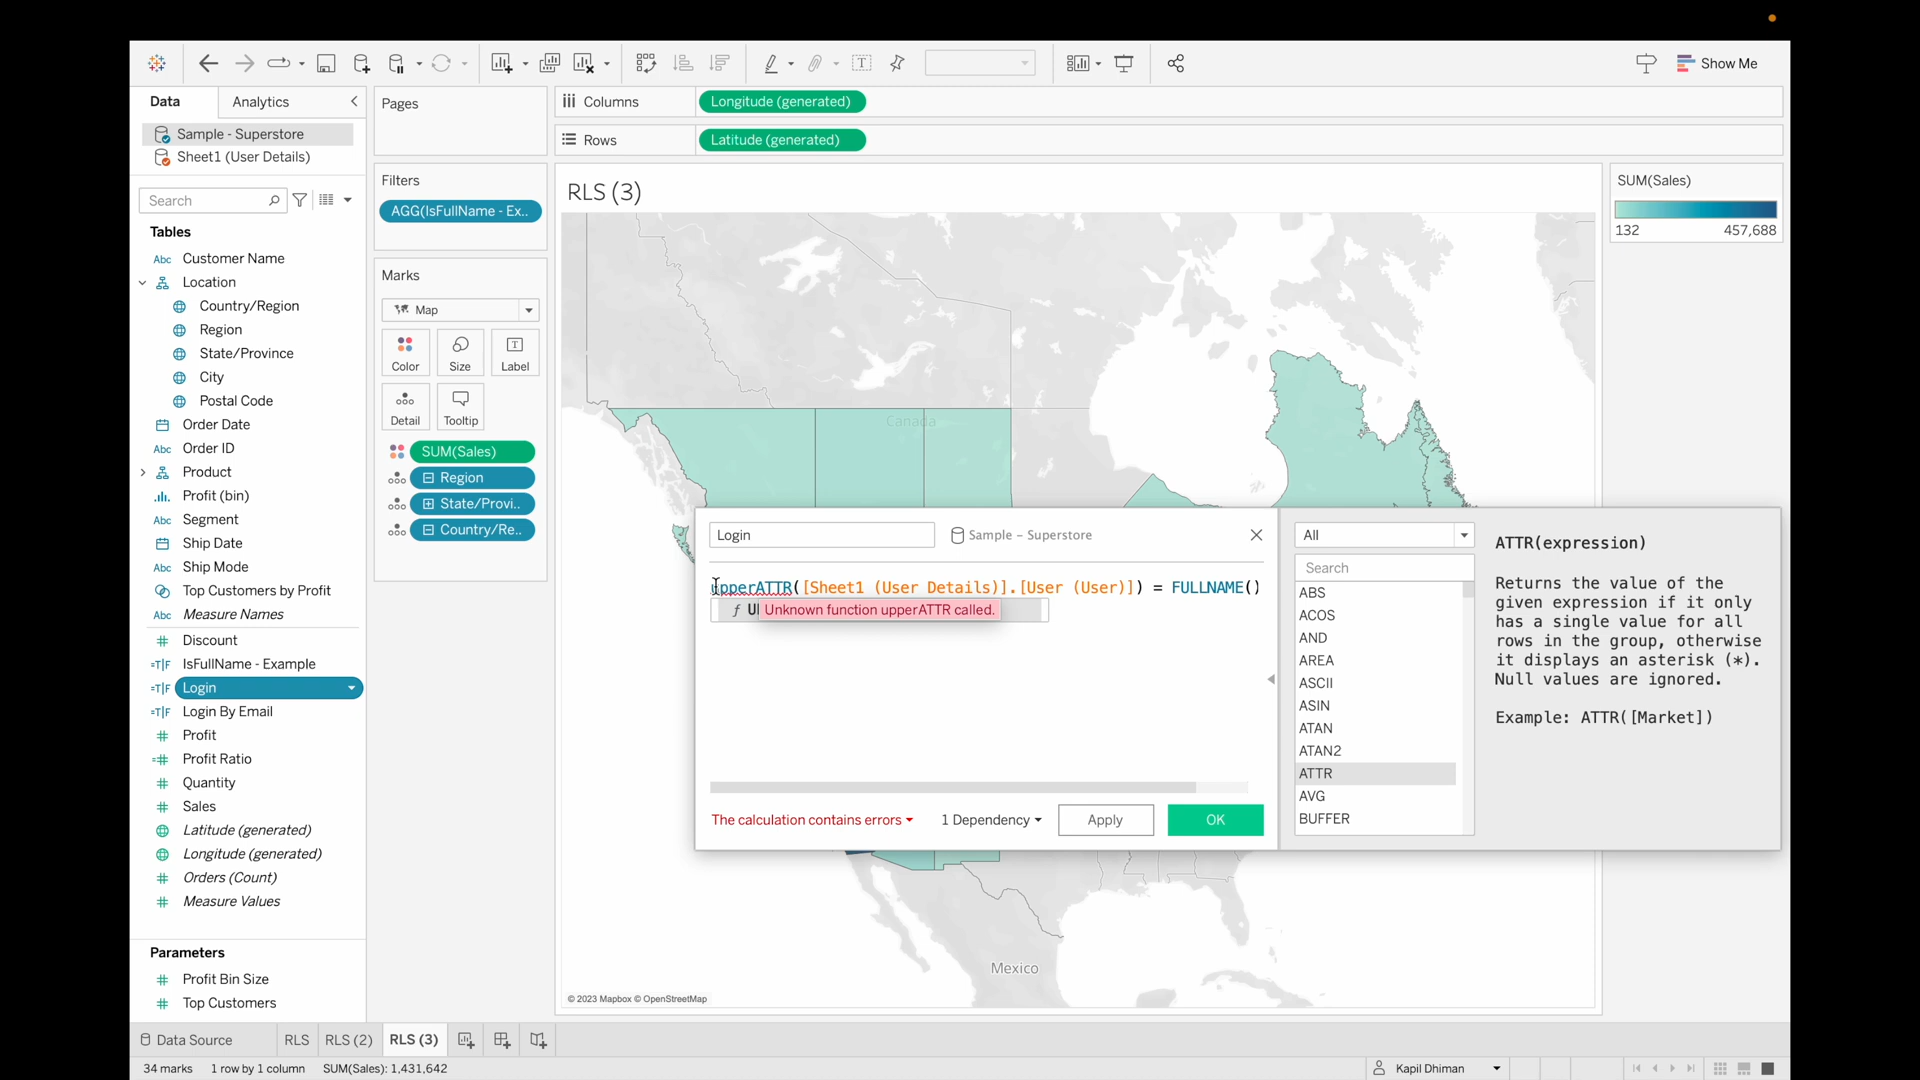 Show Me
Data
Analytics
Sample - Superstore
Sheet1 (User Details)
Search
Tables
Abc Customer Name
Location
Country/Region
Region
State/Province
City
Postal Code
Order Date
Abc Order ID
Product
Profit (bin)
Abc Segment
Ship Date
Abc Ship Mode
Top Customers by Profit
Abc Measure Names
# Discount
=T|F IsFullName - Example
=T|F Login
=T|F Login By Email
# Profit
=# Profit Ratio
# Quantity
# Sales
Latitude (generated)
Longitude (generated)
# Orders (Count)
# Measure Values
Parameters
# Profit Bin Size
# Top Customers
Pages
Filters
AGG(IsFullName - Ex..
Marks
Map
Color
Size
Label
Detail
Tooltip
SUM(Sales)
Region
State/Provi..
Country/Re..
Columns
Longitude (generated)
Rows
Latitude (generated)
RLS (3)
Canada
Mexico
© 2023 Mapbox © OpenStreetMap
SUM(Sales)
132 457,688
Login
Sample – Superstore
upperATTR([Sheet1 (User Details)].[User (User)]) = FULLNAME()
Unknown function upperATTR called.
The calculation contains errors
1 Dependency
Apply
OK
All
Search
ABS
ACOS
AND
AREA
ASCII
ASIN
ATAN
ATAN2
ATTR
AVG
BUFFER
ATTR(expression)
Returns the value of the
given expression if it only
has a single value for all
rows in the group, otherwise
it displays an asterisk (*).
Null values are ignored.
Example: ATTR([Market])
Data Source
RLS
RLS (2)
RLS (3)
34 marks
1 row by 1 column
SUM(Sales): 1,431,642
Kapil Dhiman